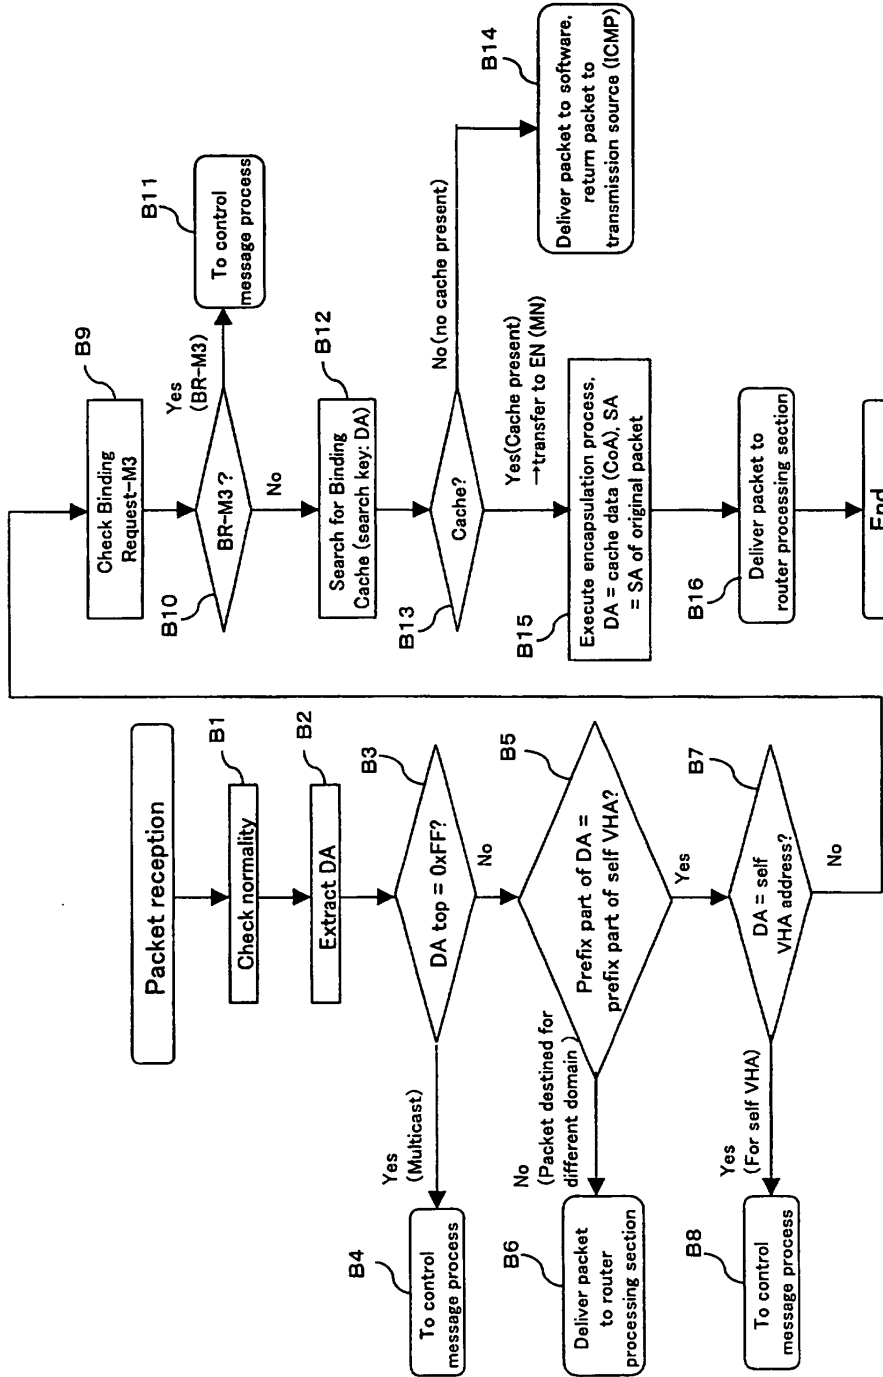 Packet reception
B1
Check normality
B2
Extract DA
B3
DA top = 0xFF?
Yes
(Multicast)
B4
To control
message process
No
B5
Prefix part of DA =
prefix part of self VHA?
No
(Packet destined for
different domain )
B6
Deliver packet
to router
processing section
Yes
B7
DA = self
VHA address?
Yes
(For self VHA)
B8
To control
message process
No
B9
Check Binding
Request-M3
B10
BR-M3?
Yes
(BR-M3)
B11
To control
message process
No
B12
Search for Binding
Cache (search key: DA)
B13
Cache?
No(no cache present)
B14
Deliver packet to software,
return packet to
transmission source (ICMP)
Yes(Cache present)
→transfer to EN (MN)
B15
Execute encapsulation process,
DA = cache data (CoA), SA
= SA of original packet
B16
Deliver packet to
router processing section
End